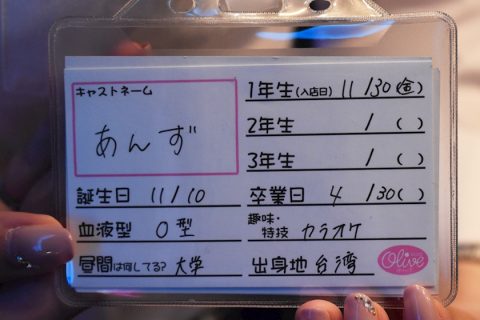 キャストネーム
あんず
誕生日 11/10
血液型 O型
昼間は何してる? 大学
1年生(入店日) 11/30(金)
2年生 / ( )
3年生 / ( )
卒業日 4/30( )
趣味・特技 カラオケ
出身地 台湾
Olive